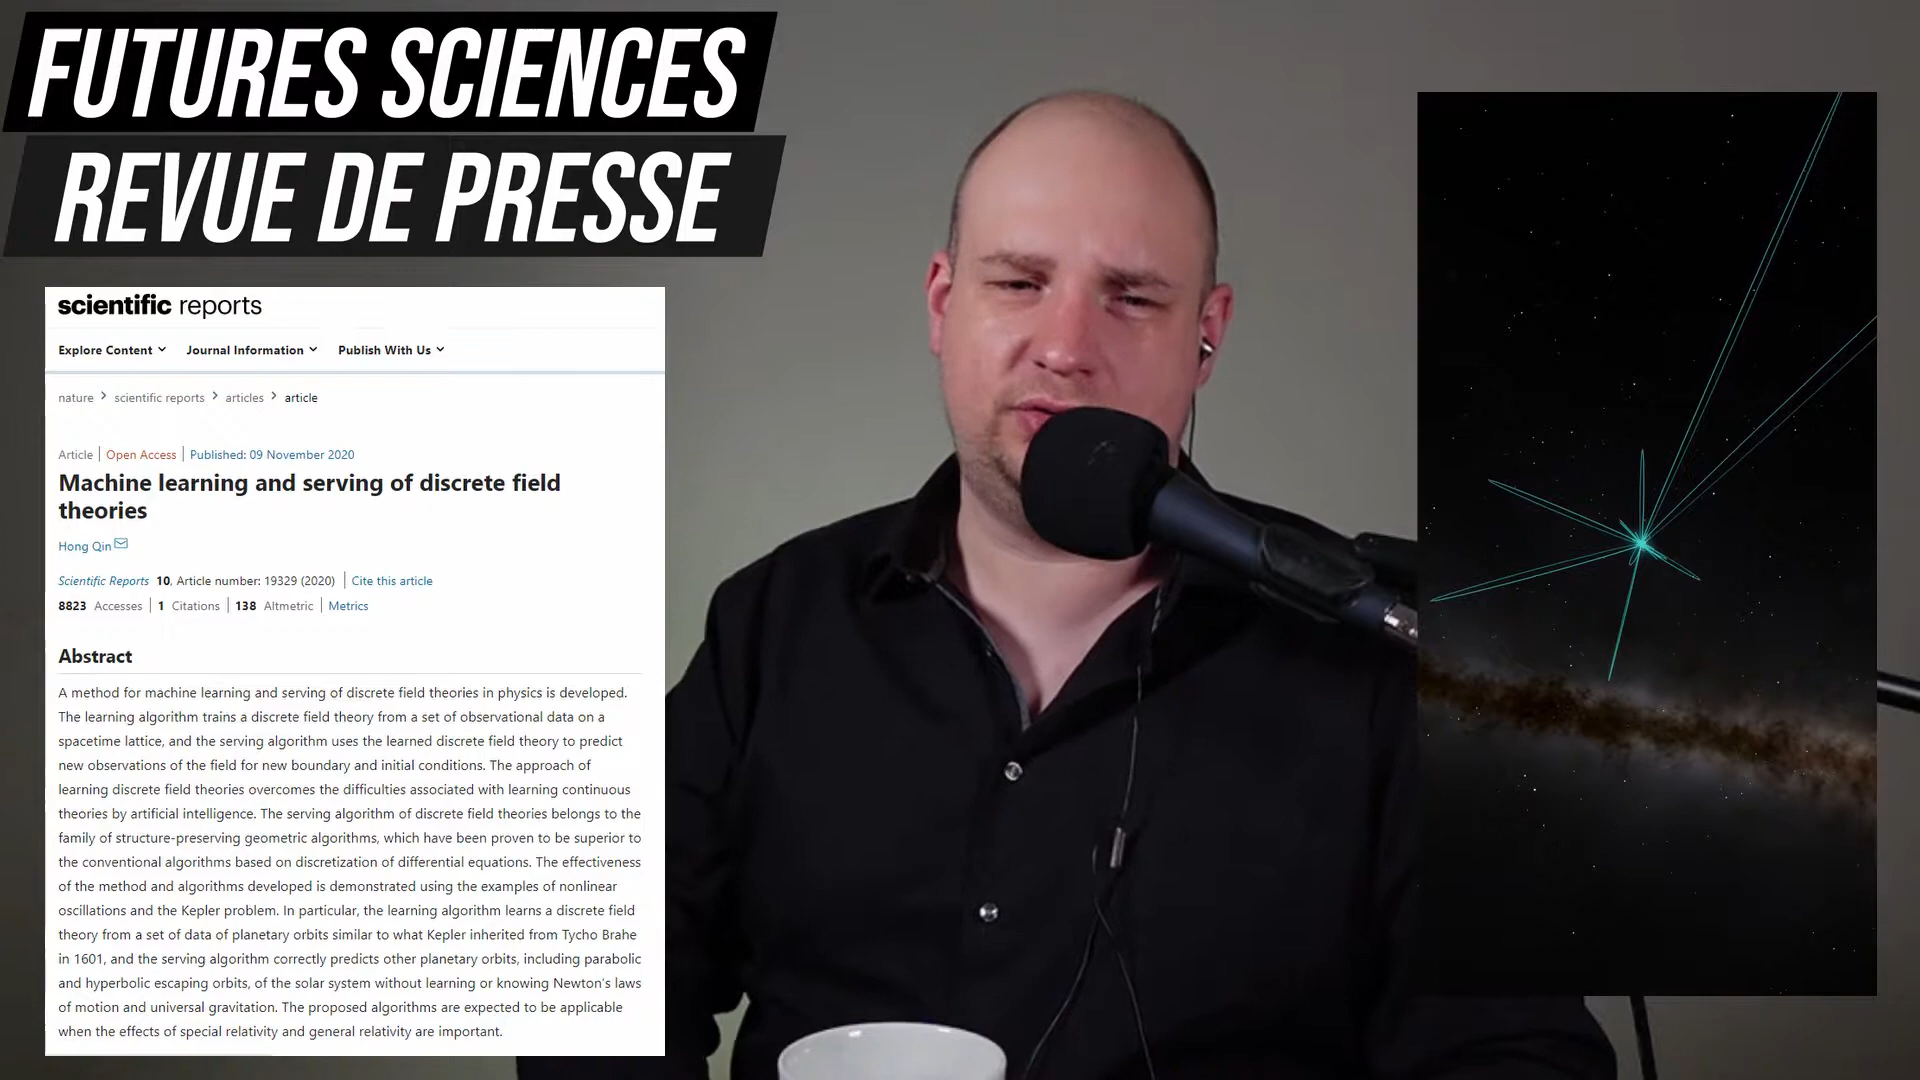 FUTURES SCIENCES
REVUE DE PRESSE
scientific reports
Explore Content Journal Information Publish With Us
nature > scientific reports > articles > article
Article | Open Access | Published: 09 November 2020
Machine learning and serving of discrete field
theories
Hong Qin
Scientific Reports 10, Article number: 19329 (2020) | Cite this article
8823 Accesses | 1 Citations | 138 Altmetric | Metrics
Abstract
A method for machine learning and serving of discrete field theories in physics is developed.
The learning algorithm trains a discrete field theory from a set of observational data on a
spacetime lattice, and the serving algorithm uses the learned discrete field theory to predict
new observations of the field for new boundary and initial conditions. The approach of
learning discrete field theories overcomes the difficulties associated with learning continuous
theories by artificial intelligence. The serving algorithm of discrete field theories belongs to the
family of structure-preserving geometric algorithms, which have been proven to be superior to
the conventional algorithms based on discretization of differential equations. The effectiveness
of the method and algorithms developed is demonstrated using the examples of nonlinear
oscillations and the Kepler problem. In particular, the learning algorithm learns a discrete field
theory from a set of data of planetary orbits similar to what Kepler inherited from Tycho Brahe
in 1601, and the serving algorithm correctly predicts other planetary orbits, including parabolic
and hyperbolic escaping orbits, of the solar system without learning or knowing Newton's laws
of motion and universal gravitation. The proposed algorithms are expected to be applicable
when the effects of special relativity and general relativity are important.